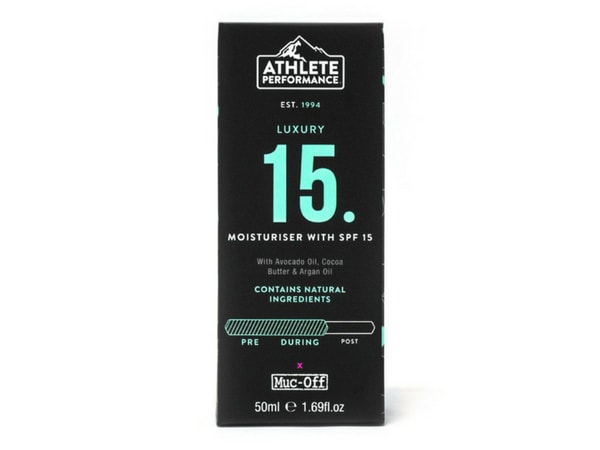 ATHLETE
PERFORMANCE
EST. 1994
LUXURY
15.
MOISTURISER WITH SPF 15
With Avocado Oil, Cocoa
Butter & Argan Oil
CONTAINS NATURAL
INGREDIENTS
PRE DURING POST
x
Muc-Off
50ml ℮ 1.69fl.oz